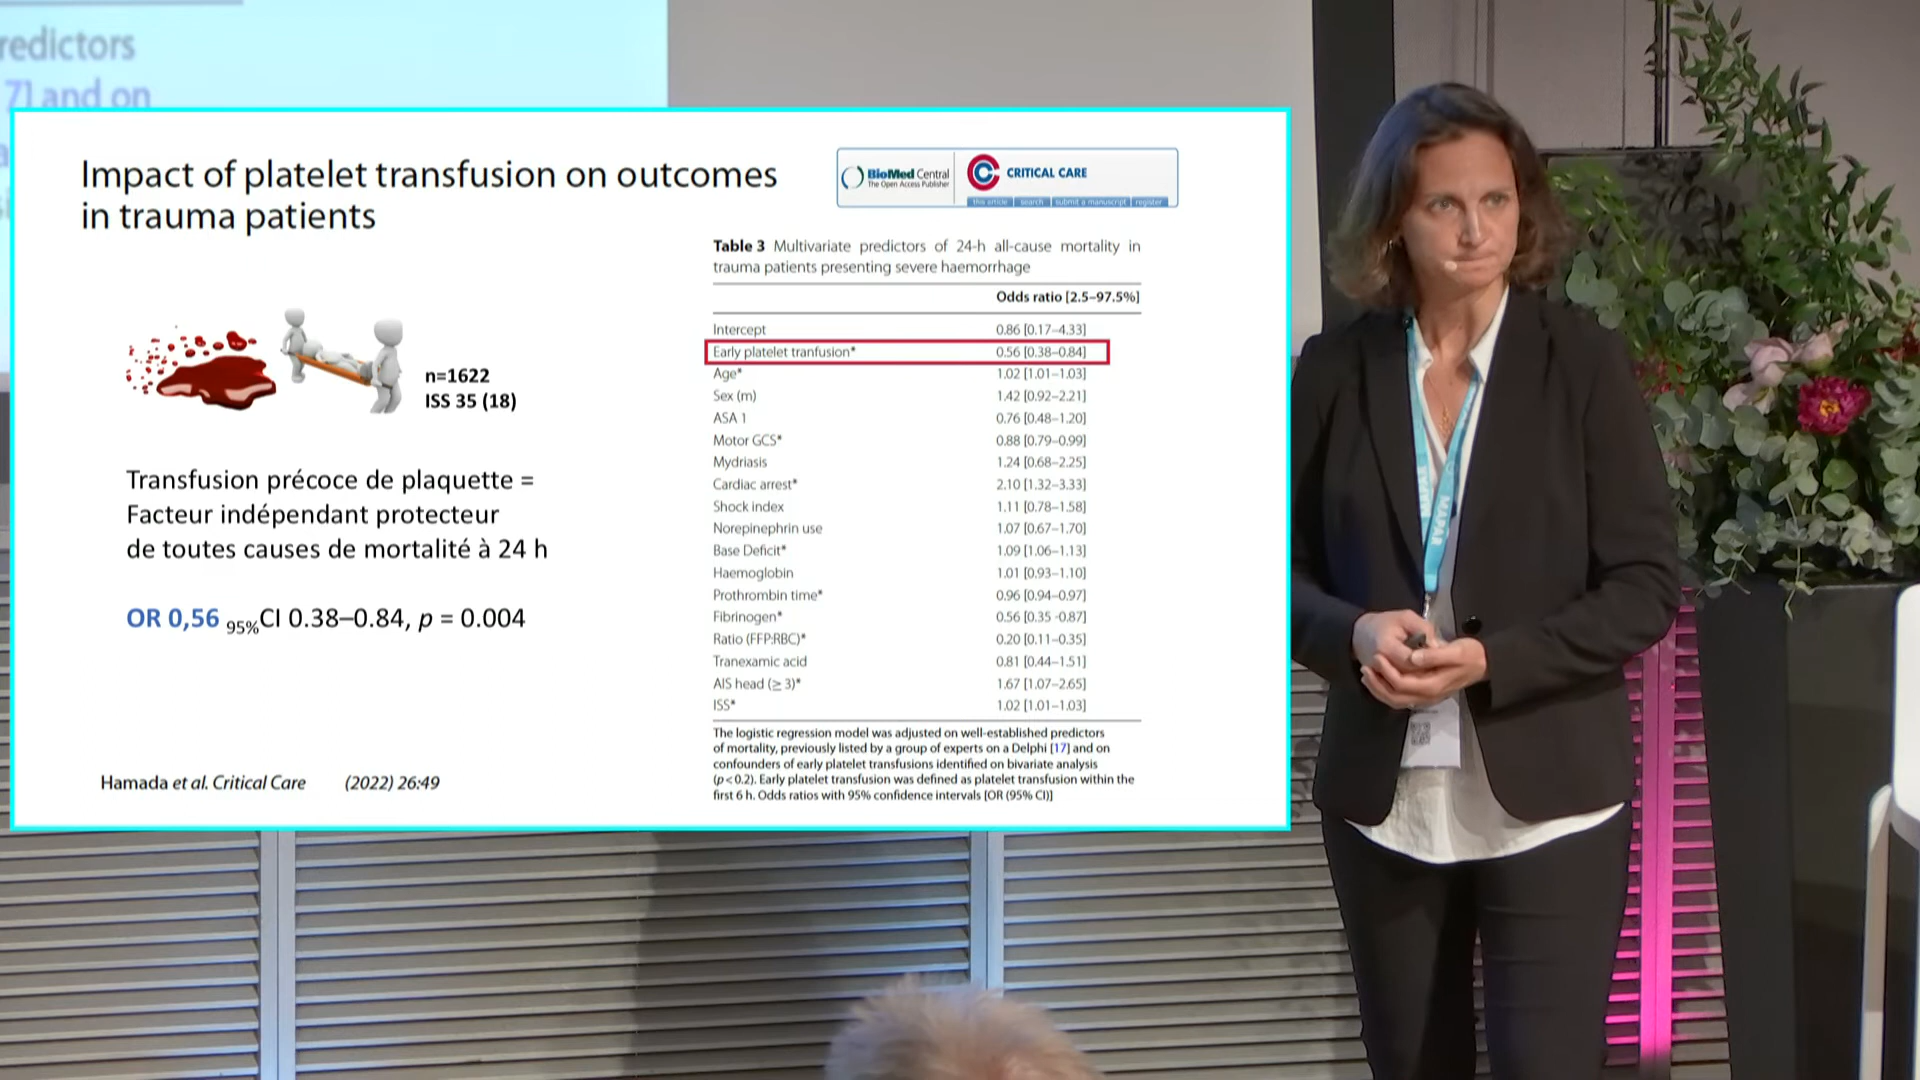 redictors
7] and on
Impact of platelet transfusion on outcomes
in trauma patients
BioMed Central
The Open Access Publisher
CRITICAL CARE
this article | search | submit a manuscript | register
n=1622
ISS 35 (18)
Transfusion précoce de plaquette =
Facteur indépendant protecteur
de toutes causes de mortalité à 24 h
OR 0,56 95%CI 0.38–0.84, p = 0.004
Hamada et al. Critical Care (2022) 26:49
Table 3 Multivariate predictors of 24-h all-cause mortality in
trauma patients presenting severe haemorrhage
Odds ratio [2.5–97.5%]
Intercept 0.86 [0.17–4.33]
Early platelet tranfusion* 0.56 [0.38–0.84]
Age* 1.02 [1.01–1.03]
Sex (m) 1.42 [0.92–2.21]
ASA 1 0.76 [0.48–1.20]
Motor GCS* 0.88 [0.79–0.99]
Mydriasis 1.24 [0.68–2.25]
Cardiac arrest* 2.10 [1.32–3.33]
Shock index 1.11 [0.78–1.58]
Norepinephrin use 1.07 [0.67–1.70]
Base Deficit* 1.09 [1.06–1.13]
Haemoglobin 1.01 [0.93–1.10]
Prothrombin time* 0.96 [0.94–0.97]
Fibrinogen* 0.56 [0.35 -0.87]
Ratio (FFP:RBC)* 0.20 [0.11–0.35]
Tranexamic acid 0.81 [0.44–1.51]
AIS head (≥ 3)* 1.67 [1.07–2.65]
ISS* 1.02 [1.01–1.03]
The logistic regression model was adjusted on well-established predictors
of mortality, previously listed by a group of experts on a Delphi [17] and on
confounders of early platelet transfusions identified on bivariate analysis
(p < 0.2). Early platelet transfusion was defined as platelet transfusion within the
first 6 h. Odds ratios with 95% confidence intervals [OR (95% CI)]
MAPAR